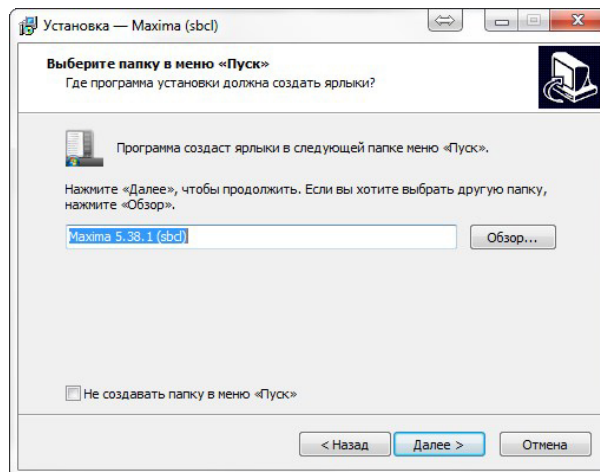 Установка — Maxima (sbcl)
Выберите папку в меню «Пуск»
Где программа установки должна создать ярлыки?
Программа создаст ярлыки в следующей папке меню «Пуск».
Нажмите «Далее», чтобы продолжить. Если вы хотите выбрать другую папку,
нажмите «Обзор».
Maxima 5.38.1 (sbcl)
Обзор...
Не создавать папку в меню «Пуск»
< Назад
Далее >
Отмена